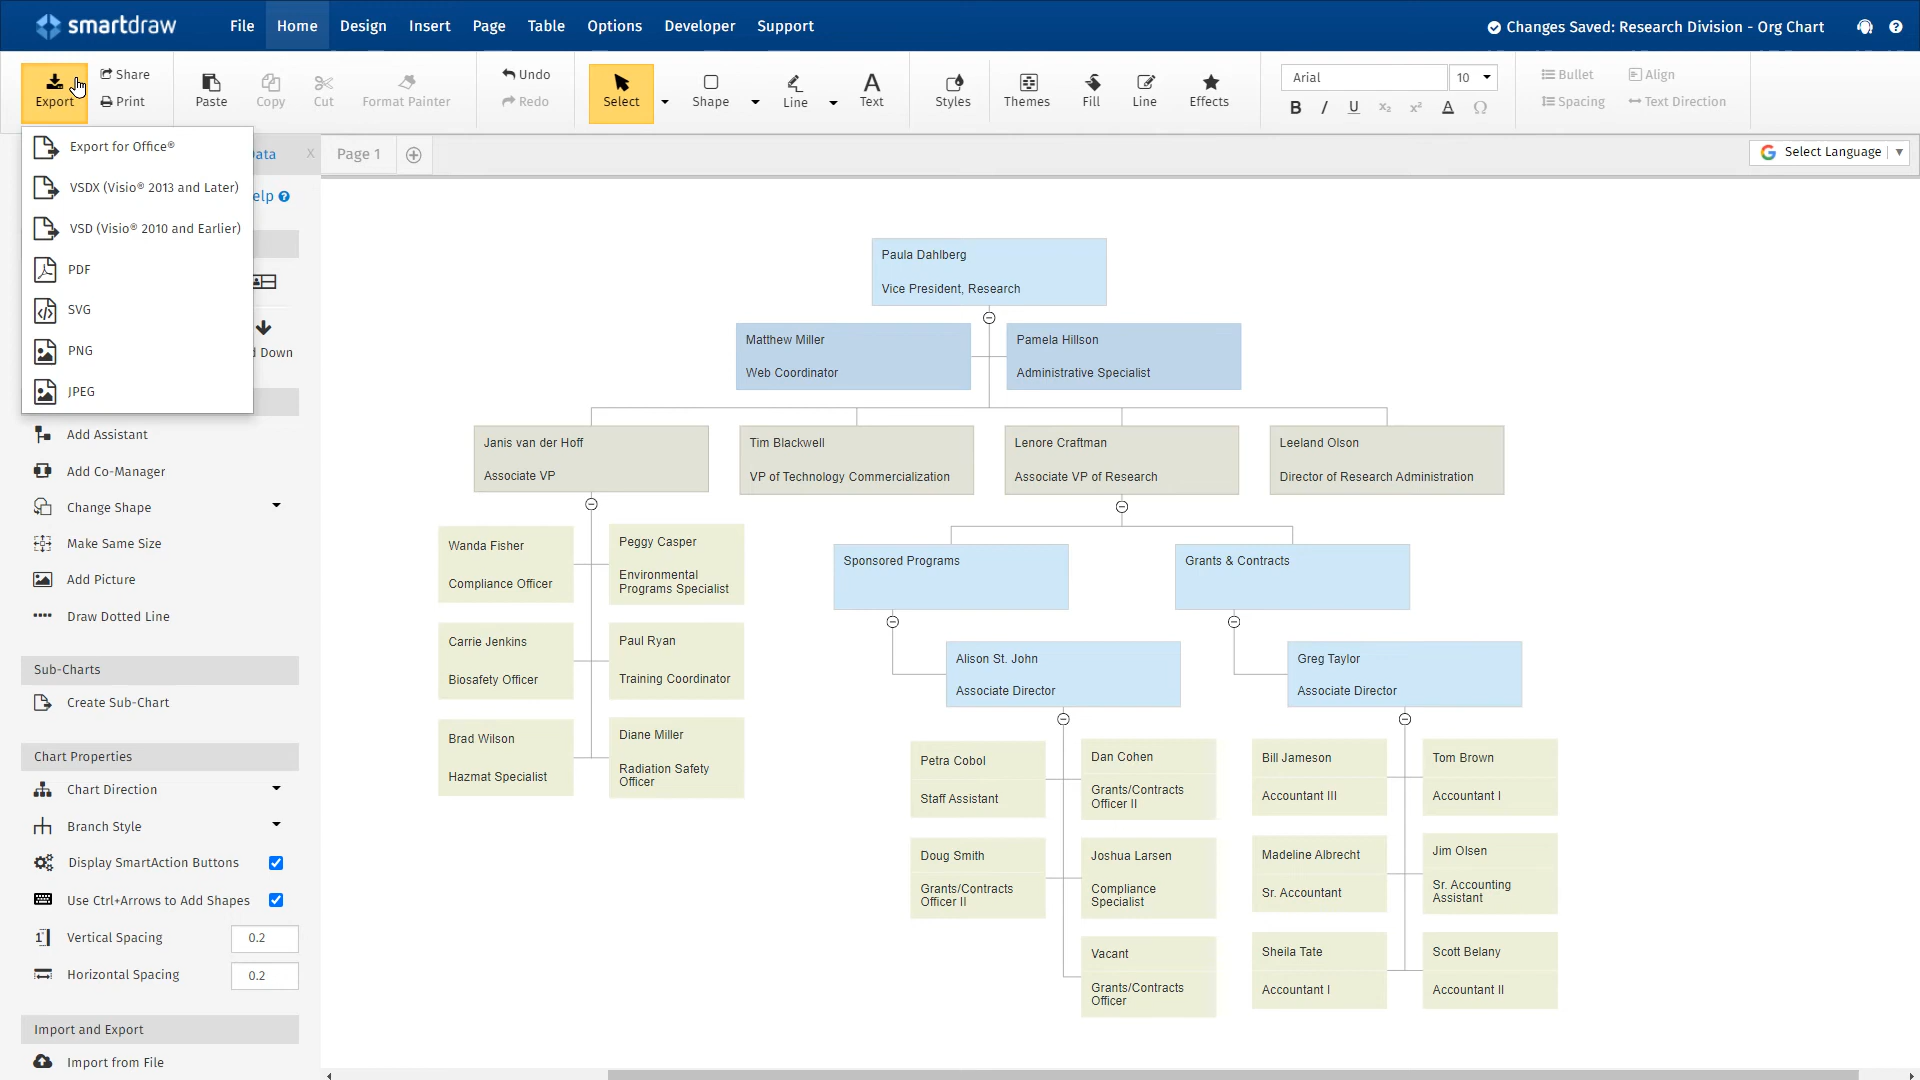 smartdraw
File
Home
Design
Insert
Page
Table
Options
Developer
Support
Changes Saved: Research Division - Org Chart
Export
Share
Print
Paste
Copy
Cut
Format Painter
Undo
Redo
Select
Shape
Line
Text
Styles
Themes
Fill
Line
Effects
Arial
10
B I U x₂ x² A Ω
Bullet
Align
Spacing
Text Direction
Export for Office®
VSDX (Visio® 2013 and Later)
VSD (Visio® 2010 and Earlier)
PDF
SVG
PNG
JPEG
ata
X
elp
d Down
Page 1
G Select Language
Add Assistant
Add Co-Manager
Change Shape
Make Same Size
Add Picture
Draw Dotted Line
Sub-Charts
Create Sub-Chart
Chart Properties
Chart Direction
Branch Style
Display SmartAction Buttons
Use Ctrl+Arrows to Add Shapes
Vertical Spacing
0.2
Horizontal Spacing
0.2
Import and Export
Import from File
Paula Dahlberg
Vice President, Research
Matthew Miller
Web Coordinator
Pamela Hillson
Administrative Specialist
Janis van der Hoff
Associate VP
Tim Blackwell
VP of Technology Commercialization
Lenore Craftman
Associate VP of Research
Leeland Olson
Director of Research Administration
Wanda Fisher
Compliance Officer
Peggy Casper
Environmental
Programs Specialist
Carrie Jenkins
Biosafety Officer
Paul Ryan
Training Coordinator
Brad Wilson
Hazmat Specialist
Diane Miller
Radiation Safety
Officer
Sponsored Programs
Grants & Contracts
Alison St. John
Associate Director
Greg Taylor
Associate Director
Petra Cobol
Staff Assistant
Dan Cohen
Grants/Contracts
Officer II
Doug Smith
Grants/Contracts
Officer II
Joshua Larsen
Compliance
Specialist
Vacant
Grants/Contracts
Officer
Bill Jameson
Accountant III
Tom Brown
Accountant I
Madeline Albrecht
Sr. Accountant
Jim Olsen
Sr. Accounting
Assistant
Sheila Tate
Accountant I
Scott Belany
Accountant II